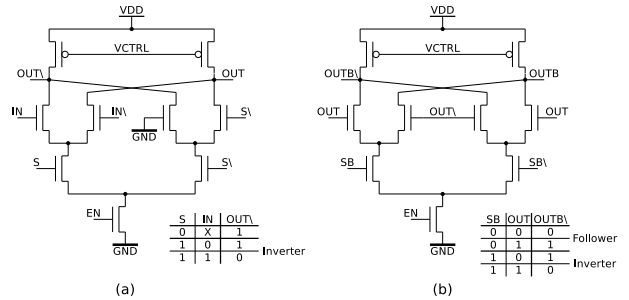 VDD VDD
VCTRL VCTRL
OUT\ OUT OUTB\ OUTB
IN IN\ S\ OUT OUT\ OUT
GND
S S\ SB SB\
EN EN
S IN OUT\ SB OUT OUTB\
0 X 1 0 0 0 Follower
1 0 1 Inverter 0 1 1
GND 1 1 0 GND 1 0 1 Inverter
1 1 0
(a) (b)